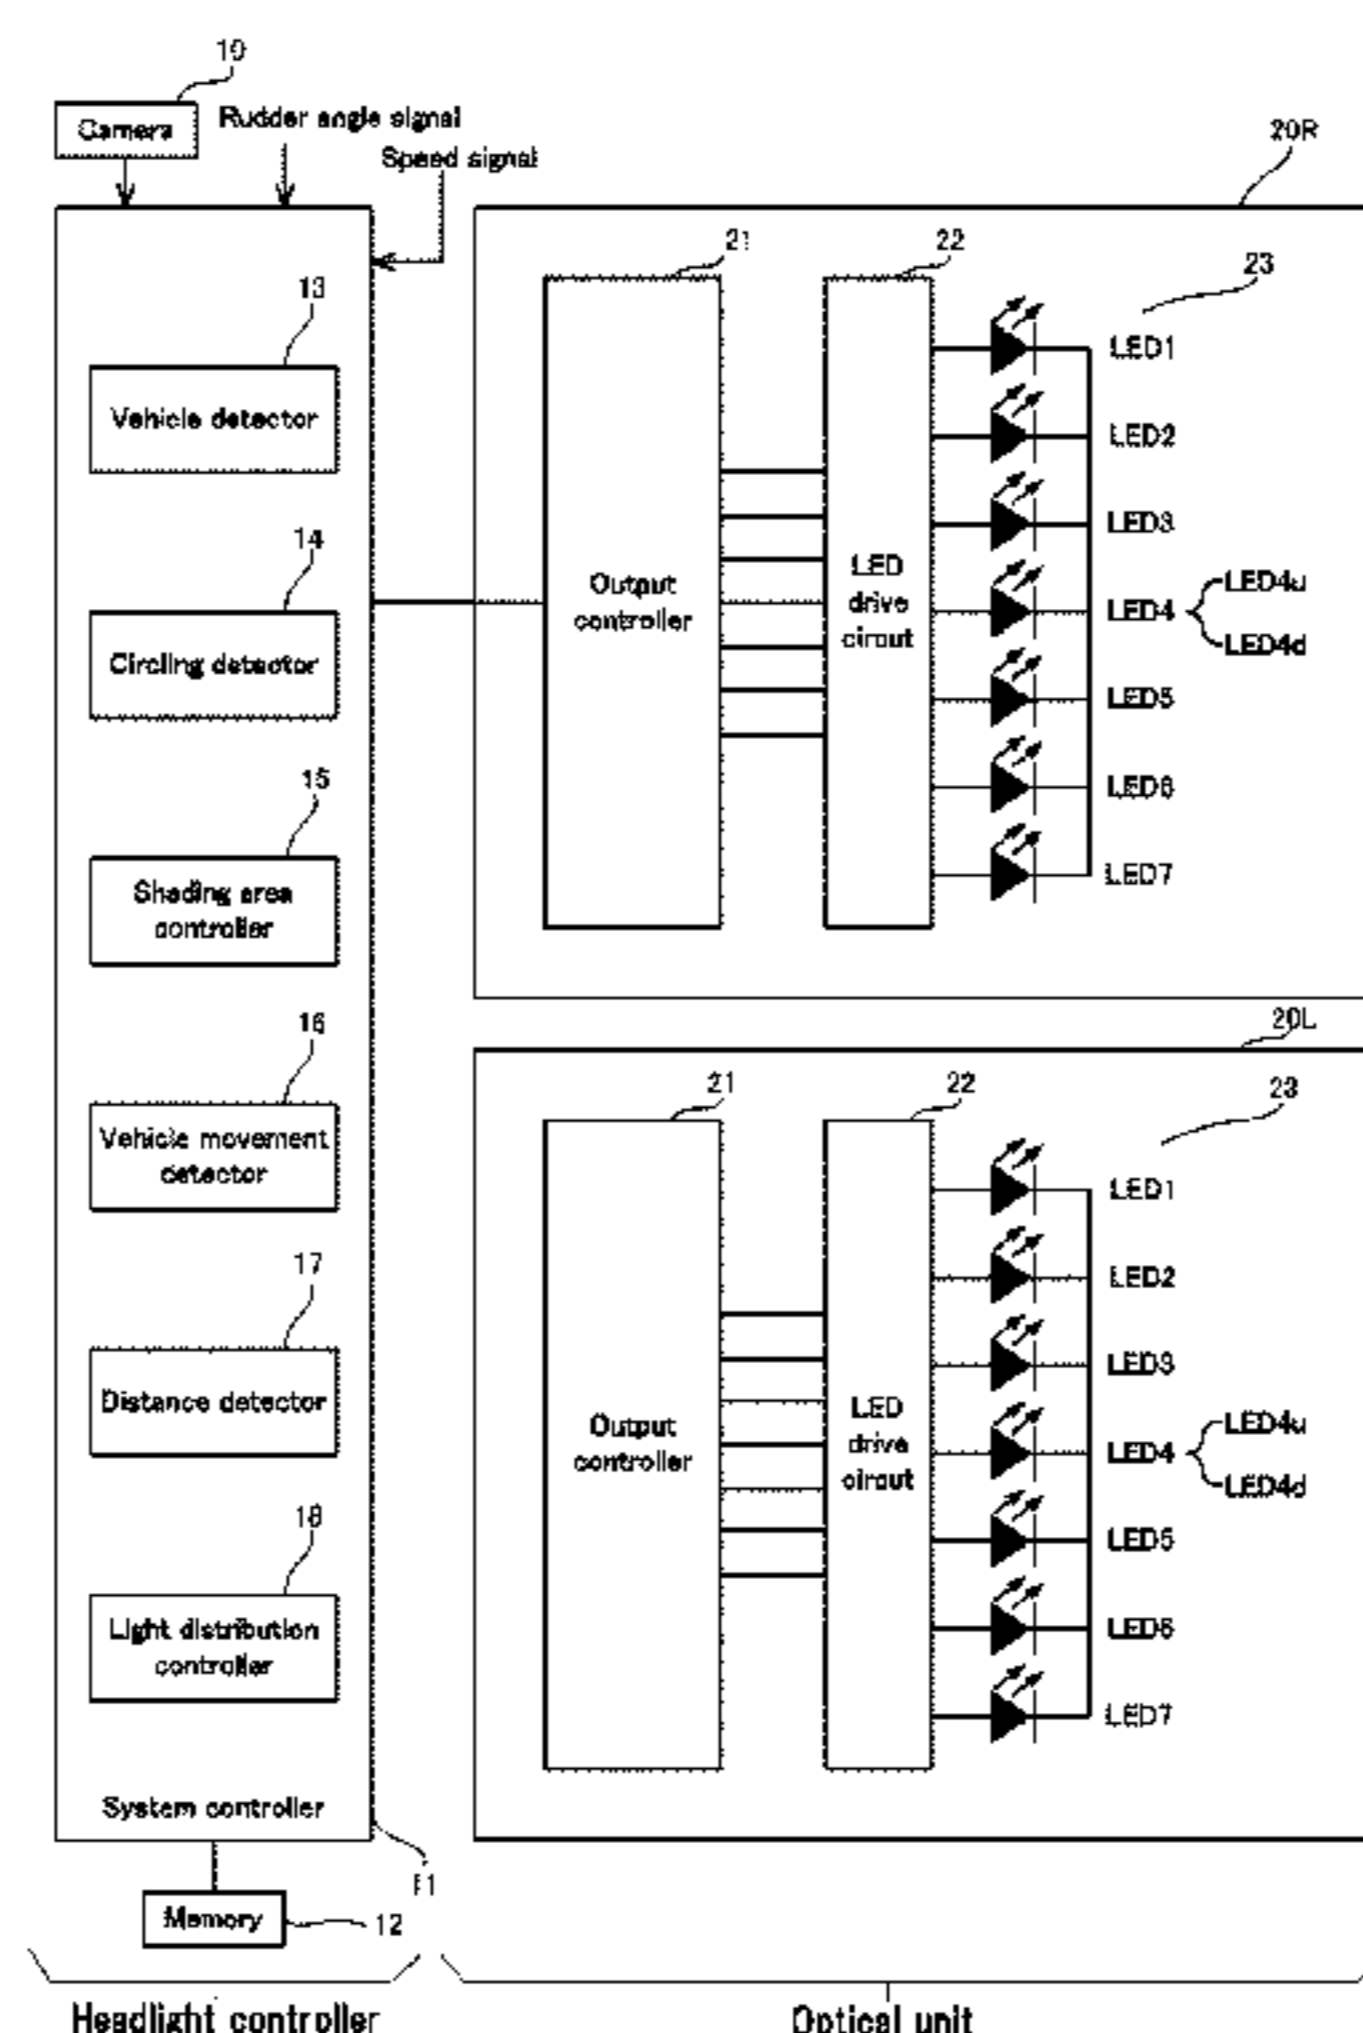 10
Camera
Rudder angle signal
Speed signal
20R
13
Vehicle detector
14
Circling detector
15
Shading area
controller
16
Vehicle movement
detector
17
Distance detector
18
Light distribution
controller
System controller
11
Memory
12
Headlight controller
21
Output
controller
22
LED
drive
cirout
23
LED1
LED2
LED3
LED4
LED4u
LED4d
LED5
LED6
LED7
20L
21
Output
controller
22
LED
drive
cirout
23
LED1
LED2
LED3
LED4
LED4u
LED4d
LED5
LED6
LED7
Optical unit